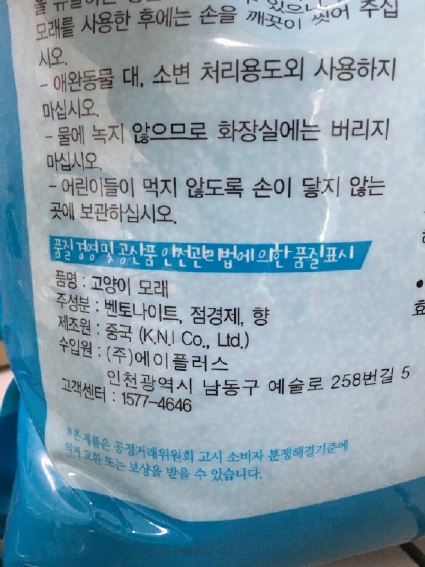 있으니
모래를 사용한 후에는 손을 깨끗이 씻어 주십
시오.
- 애완동물 대, 소변 처리용도외 사용하지
마십시오.
- 물에 녹지 않으므로 화장실에는 버리지
마십시오.
- 어린이들이 먹지 않도록 손이 닿지 않는
곳에 보관하십시오.
품질경영 및 공산품 안전관리법에 의한 품질표시
품명 : 고양이 모래
주성보 : 벤토나이트, 점경제, 향
제조원 : 중국 (K.N.I Co., Ltd.)
수입원 : (주)에이플러스
인천광역시 남동구 예술로 258번길 5
고객센터 : 1577-4646
※본 제품은 공정거래위원회 고시 소비자 분쟁해결기준에
의거 교환 또는 보상을 받을 수 있습니다.